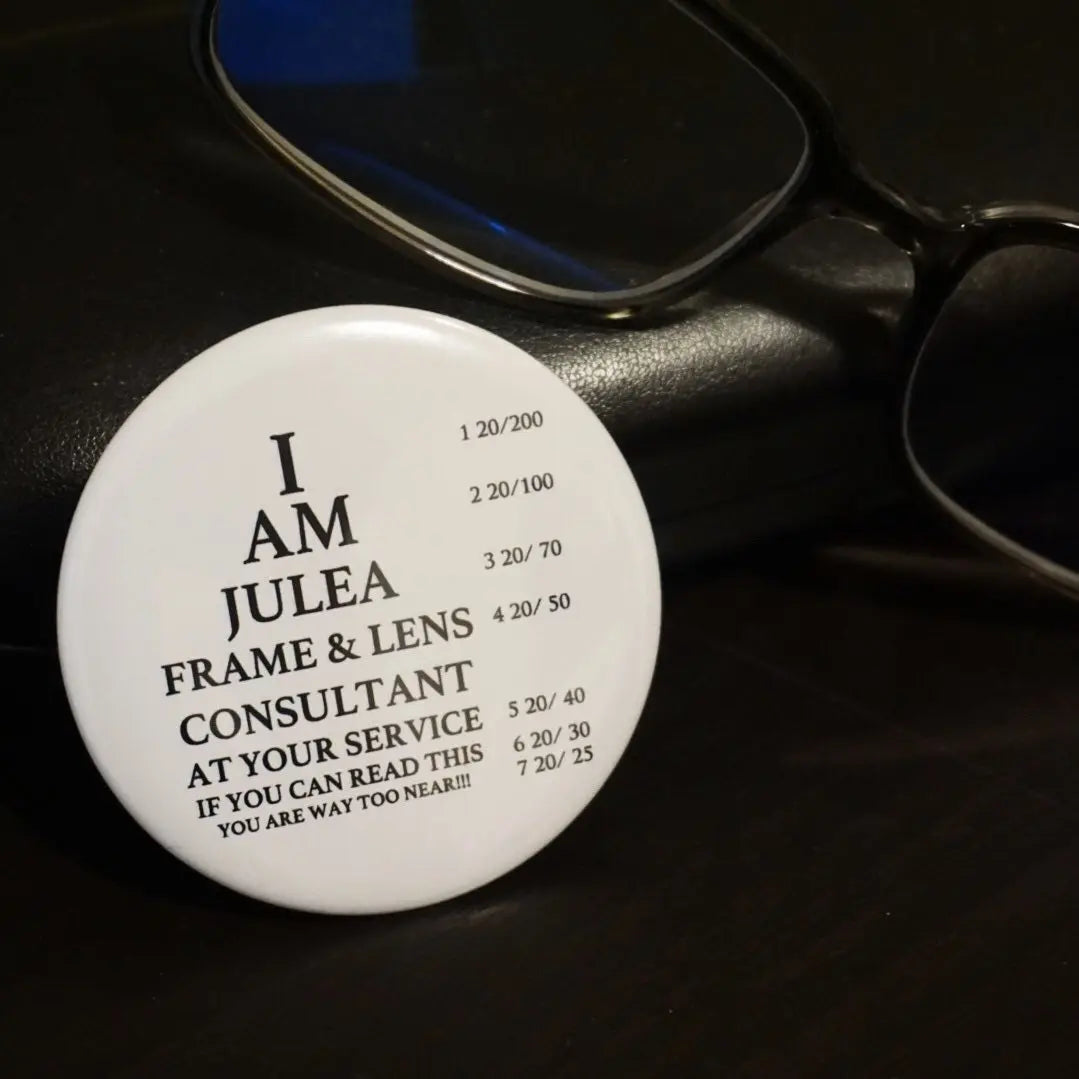 I 1 20/200
AM 2 20/100
JULEA 3 20/ 70
FRAME & LENS 4 20/ 50
CONSULTANT
AT YOUR SERVICE 5 20/ 40
IF YOU CAN READ THIS 6 20/ 30
YOU ARE WAY TOO NEAR!!! 7 20/ 25